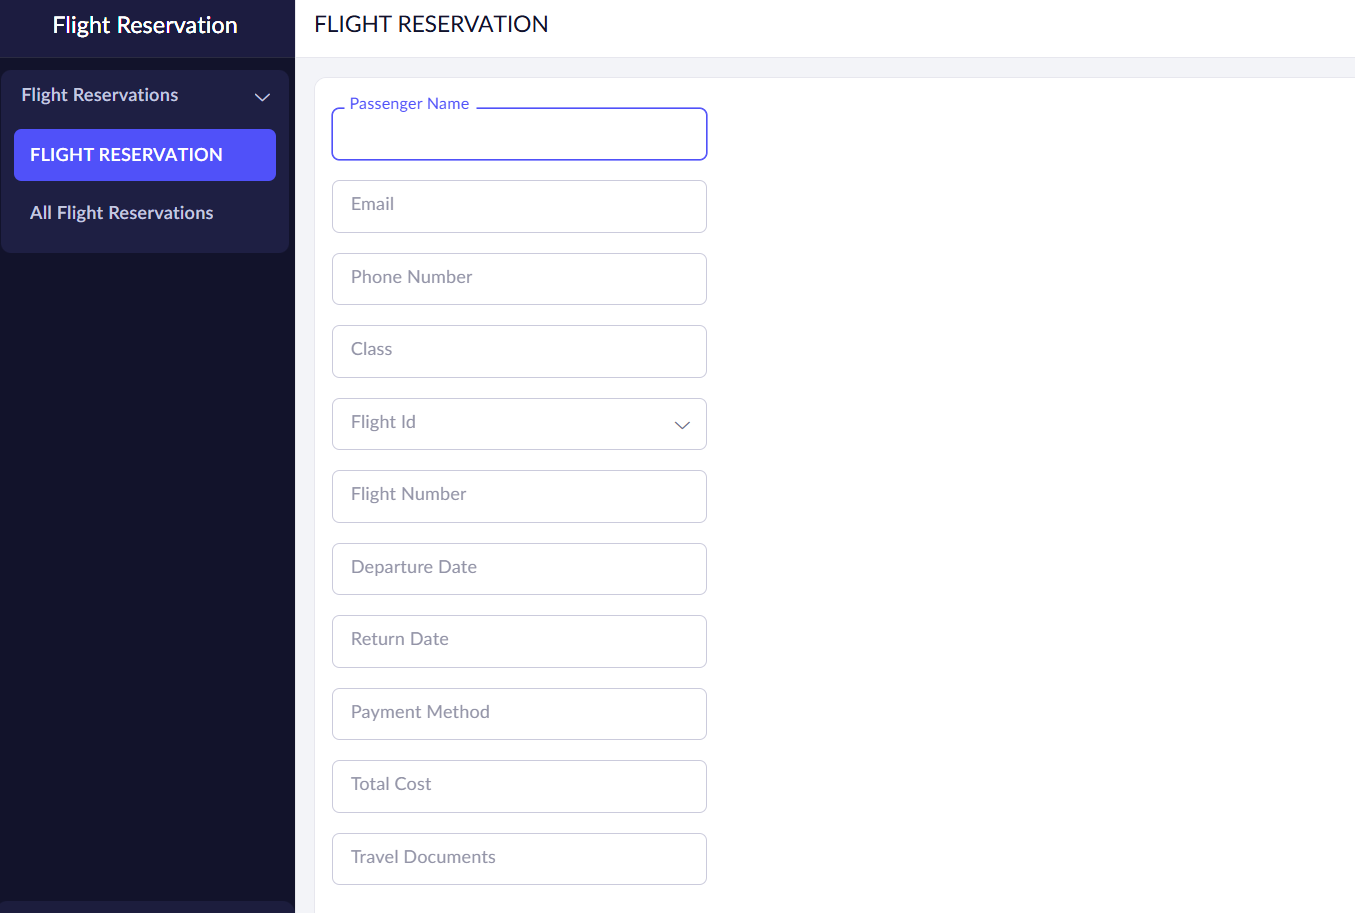 Flight Reservation
FLIGHT RESERVATION
Flight Reservations
FLIGHT RESERVATION
All Flight Reservations
Passenger Name
Email
Phone Number
Class
Flight Id
Flight Number
Departure Date
Return Date
Payment Method
Total Cost
Travel Documents